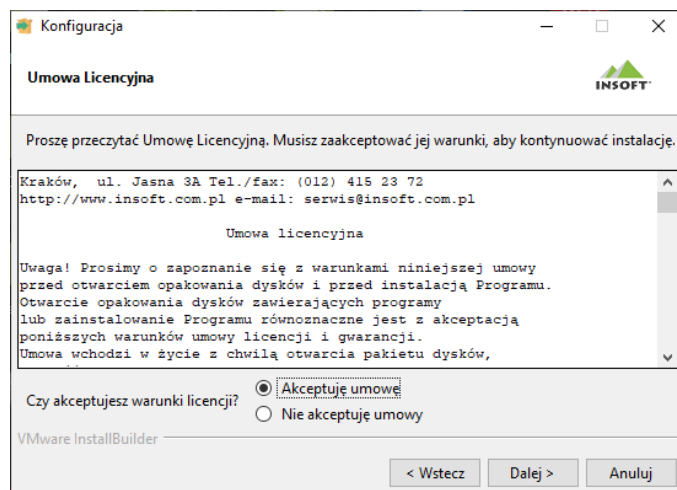 Konfiguracja
Umowa Licencyjna
INSOFT
Proszę przeczytać Umowę Licencyjną. Musisz zaakceptować jej warunki, aby kontynuować instalację.
Kraków, ul. Jasna 3A Tel./fax: (012) 415 23 72
http://www.insoft.com.pl e-mail: serwis@insoft.com.pl
Umowa licencyjna
Uwaga! Prosimy o zapoznanie się z warunkami niniejszej umowy
przed otwarciem opakowania dysków i przed instalacją Programu.
Otwarcie opakowania dysków zawierających programy
lub zainstalowanie Programu równoznaczne jest z akceptacją
poniższych warunków umowy licencji i gwarancji.
Umowa wchodzi w życie z chwilą otwarcia pakietu dysków,
Czy akceptujesz warunki licencji?
Akceptuję umowę
Nie akceptuję umowy
VMware InstallBuilder
< Wstecz
Dalej >
Anuluj